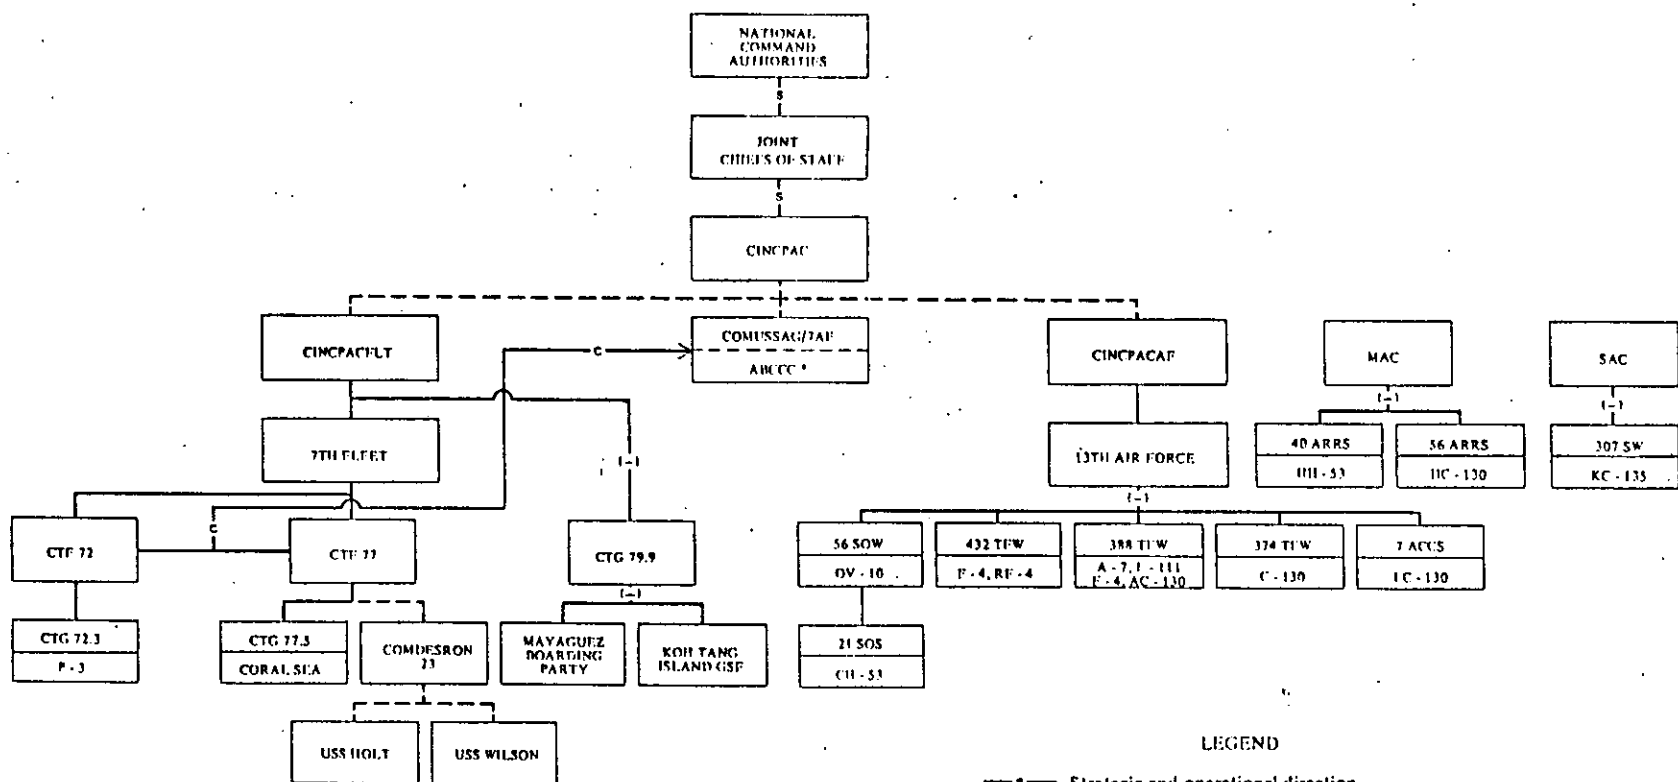 NATIONAL
COMMAND
AUTHORITIES
S
JOINT
CHIEFS OF STAFF
S
CINCPAC
CINCPACFLT
C
COMUSSAG/7AF
ABCCC *
CINCPACAF
MAC
SAC
(-)
(-)
7TH FLEET
(-)
13TH AIR FORCE
40 ARRS
HH - 53
56 ARRS
HC - 130
307 SW
KC - 135
(-)
C
CTF 72
CTF 77
CTG 79.9
56 SOW
OV - 10
432 TFW
F - 4, RF - 4
388 TFW
A - 7, F - 111
F - 4, AC - 130
374 TFW
C - 130
7 ACCS
EC - 130
(-)
CTG 72.3
P - 3
CTG 77.5
CORAL SEA
COMDESRON
23
MAYAGUEZ
BOARDING
PARTY
KOH TANG
ISLAND GSF
21 SOS
CH - 53
USS HOLT
USS WILSON
LEGEND
Strategic and operational direction